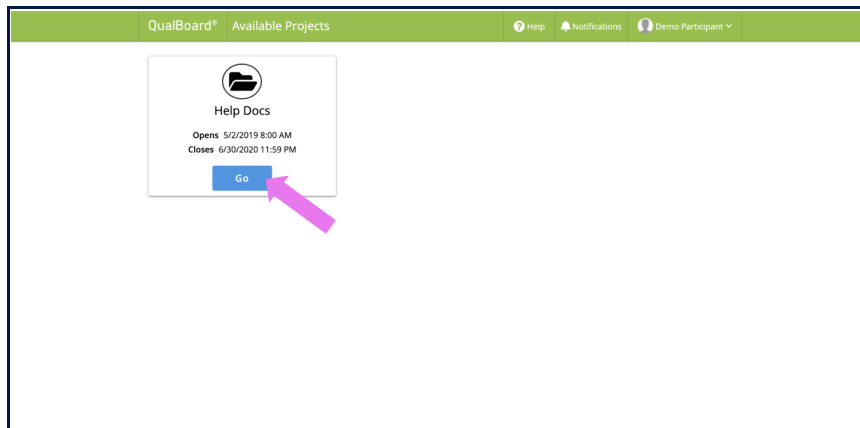 QualBoard® Available Projects Help Notifications Demo Participant
Help Docs
Opens 5/2/2019 8:00 AM
Closes 6/30/2020 11:59 PM
Go